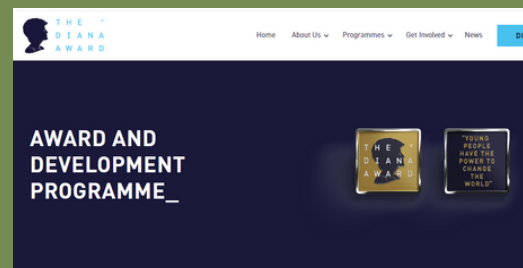 THE
DIANA
AWARD
Home About Us Programmes Get Involved News
AWARD AND
DEVELOPMENT
PROGRAMME_
THE
DIANA
AWARD
"YOUNG
PEOPLE
HAVE THE
POWER TO
CHANGE
THE
WORLD"